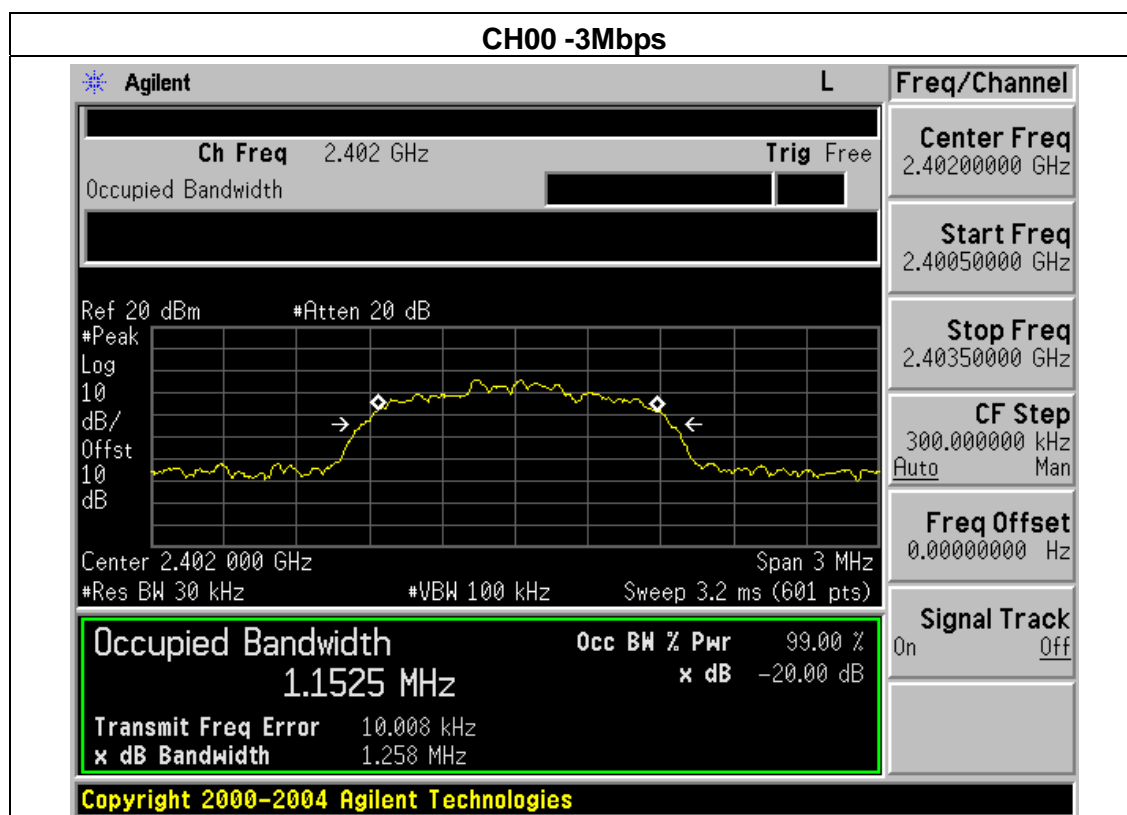 CH00 -3Mbps
Agilent L Freq/Channel
Ch Freq 2.402 GHz Trig Free
Occupied Bandwidth
Center Freq
2.40200000 GHz
Start Freq
2.40050000 GHz
Stop Freq
2.40350000 GHz
CF Step
300.000000 kHz
Auto Man
Freq Offset
0.00000000 Hz
Signal Track
On Off
Ref 20 dBm #Atten 20 dB
#Peak
Log
10
dB/
Offst
10
dB
Center 2.402 000 GHz Span 3 MHz
#Res BW 30 kHz #VBW 100 kHz Sweep 3.2 ms (601 pts)
Occupied Bandwidth Occ BW % Pwr 99.00 %
1.1525 MHz x dB -20.00 dB
Transmit Freq Error 10.008 kHz
x dB Bandwidth 1.258 MHz
Copyright 2000-2004 Agilent Technologies